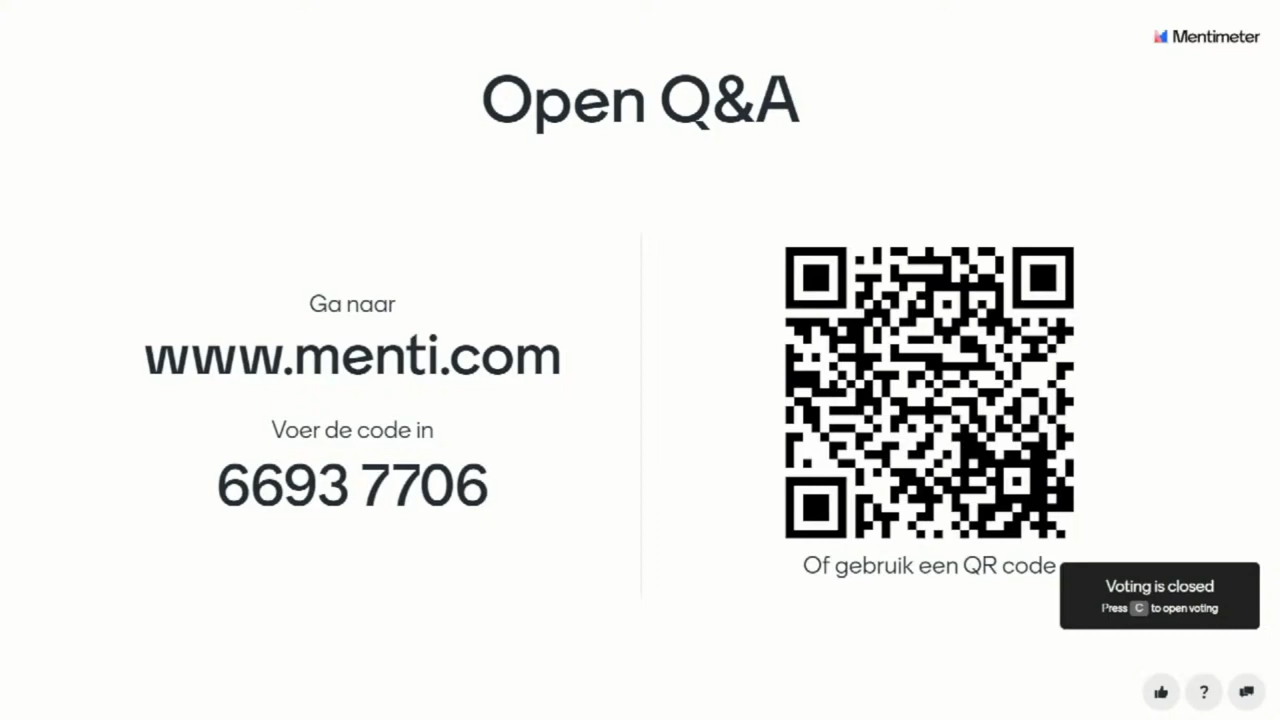 Mentimeter
Open Q&A
Ga naar
www.menti.com
Voer de code in
6693 7706
Of gebruik een QR code
Voting is closed
Press C to open voting
?